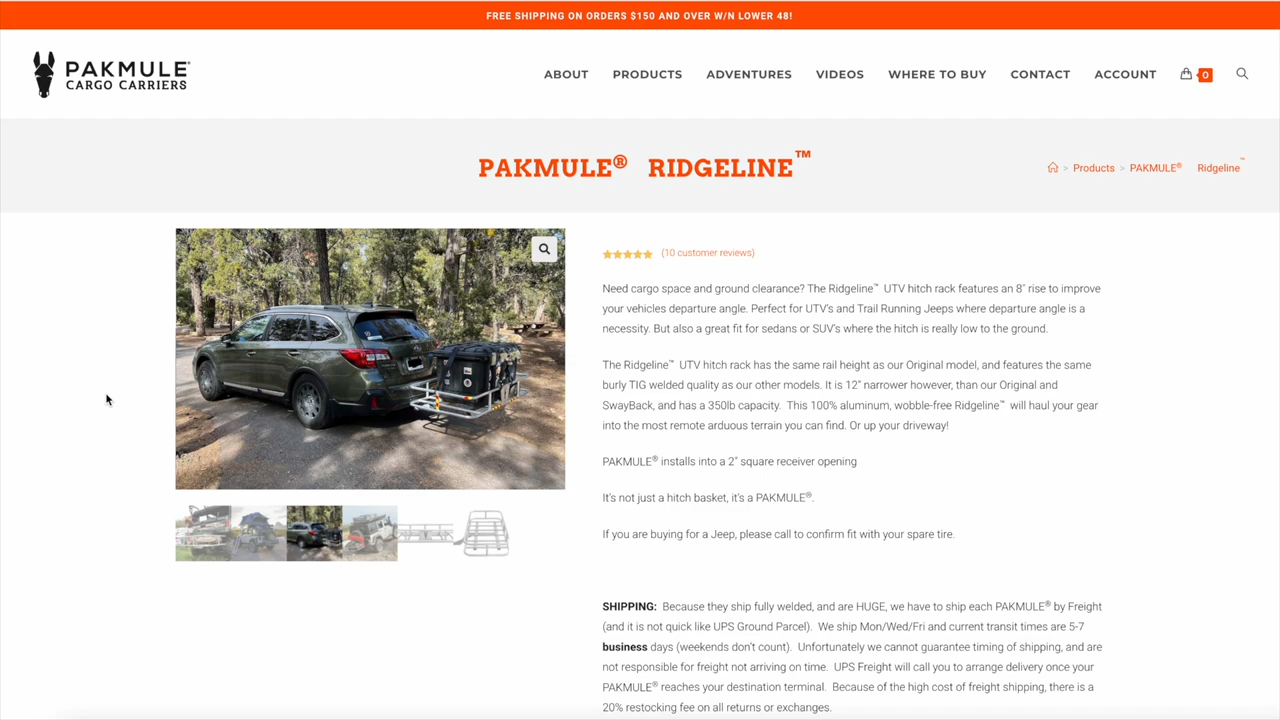 FREE SHIPPING ON ORDERS $150 AND OVER W/N LOWER 48!
PAKMULE®
CARGO CARRIERS
ABOUT PRODUCTS ADVENTURES VIDEOS WHERE TO BUY CONTACT ACCOUNT 0
PAKMULE® RIDGELINE™
> Products > PAKMULE® Ridgeline™
(10 customer reviews)
Need cargo space and ground clearance? The Ridgeline™ UTV hitch rack features an 8" rise to improve
your vehicles departure angle. Perfect for UTV's and Trail Running Jeeps where departure angle is a
necessity. But also a great fit for sedans or SUV's where the hitch is really low to the ground.
The Ridgeline™ UTV hitch rack has the same rail height as our Original model, and features the same
burly TIG welded quality as our other models. It is 12" narrower however, than our Original and
SwayBack, and has a 350lb capacity. This 100% aluminum, wobble-free Ridgeline™ will haul your gear
into the most remote arduous terrain you can find. Or up your driveway!
PAKMULE® installs into a 2" square receiver opening
It's not just a hitch basket, it's a PAKMULE®.
If you are buying for a Jeep, please call to confirm fit with your spare tire.
SHIPPING: Because they ship fully welded, and are HUGE, we have to ship each PAKMULE® by Freight
(and it is not quick like UPS Ground Parcel). We ship Mon/Wed/Fri and current transit times are 5-7
business days (weekends don't count). Unfortunately we cannot guarantee timing of shipping, and are
not responsible for freight not arriving on time. UPS Freight will call you to arrange delivery once your
PAKMULE® reaches your destination terminal. Because of the high cost of freight shipping, there is a
20% restocking fee on all returns or exchanges.